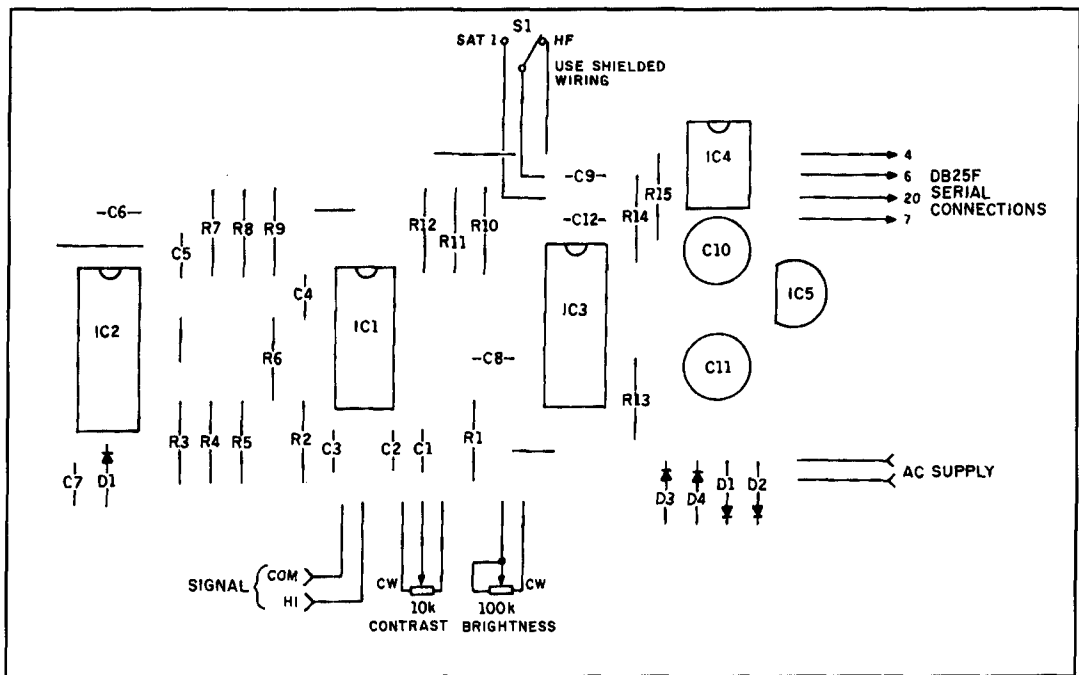 S1
SAT 1
HF
USE SHIELDED
WIRING
IC4
4
6
20
7
DB25F
SERIAL
CONNECTIONS
C9
R15
C6
R7
R8
R9
R12
R11
R10
C12
R14
C10
C5
C4
IC5
IC2
IC1
IC3
R6
C8
C11
R13
R3
R4
R5
R2
C3
C2
C1
R1
C7
D1
D3
D4
D1
D2
AC SUPPLY
SIGNAL
COM
HI
CW
10k
CONTRAST
CW
100k
BRIGHTNESS